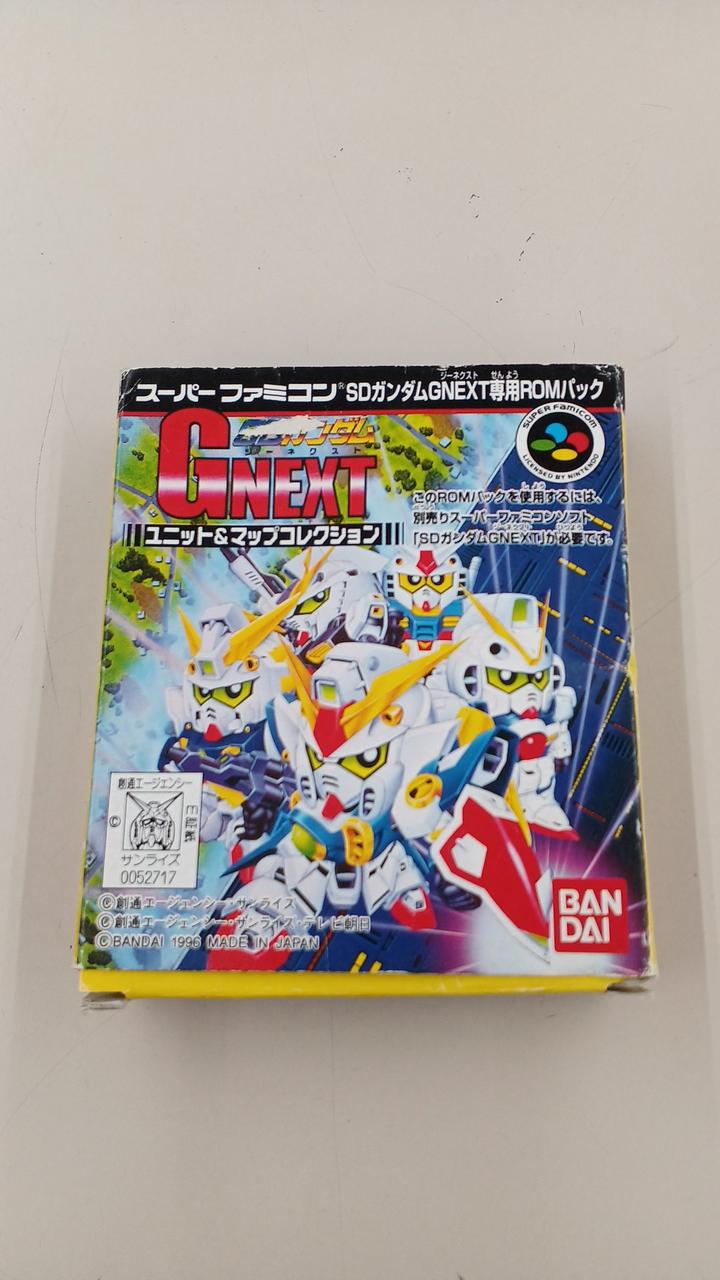 スーパーファミコン® SDガンダムGNEXT専用ROMパック
ジーネクスト せんよう
SUPER FAMICOM
LICENSED BY NINTENDO
SDガンダム
ジーネクスト
GNEXT
ユニット&マップコレクション
このROMパックを使用するには、
別売りスーパーファミコンソフト
「SDガンダムGNEXT」が必要です。
創通エージェンシー
©
サンライズ
0052717
©創通エージェンシー・サンライズ
©創通エージェンシー・サンライズ・テレビ朝日
©BANDAI 1996 MADE IN JAPAN
BAN
DAI